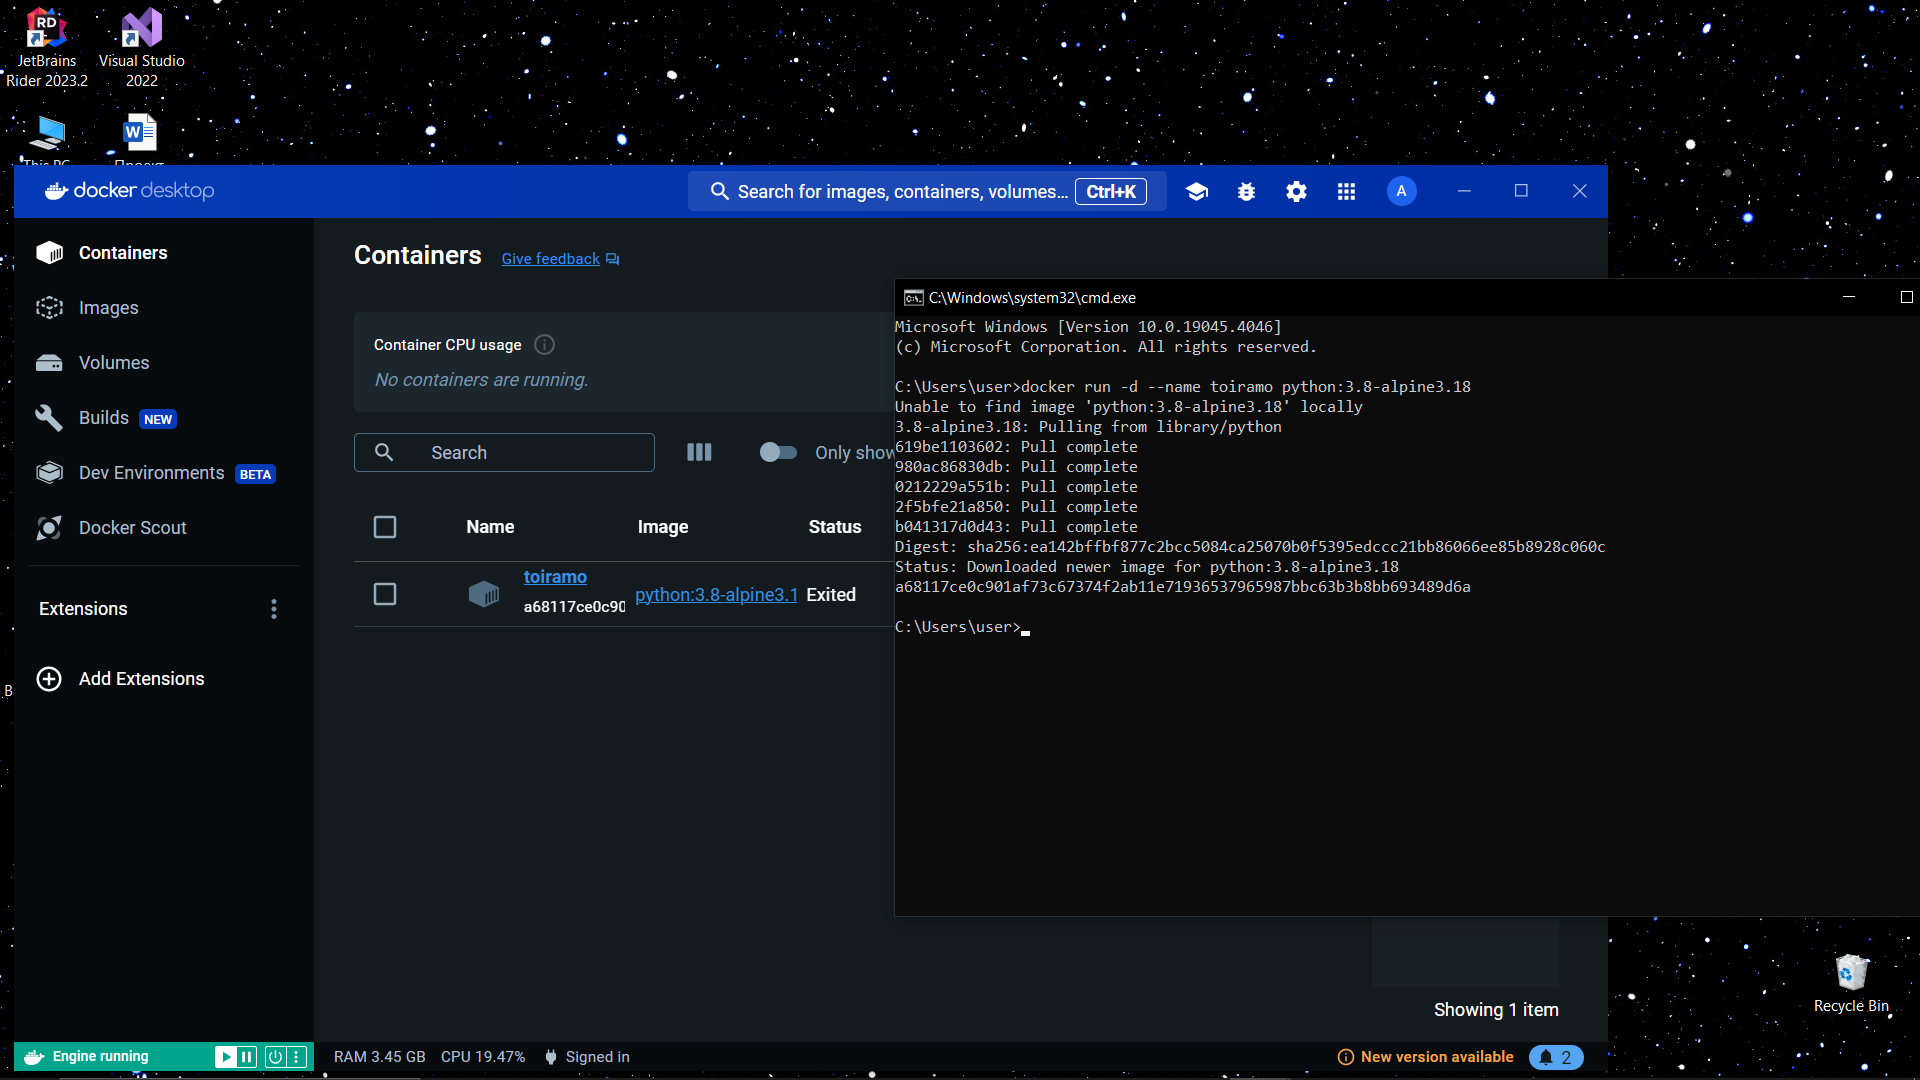 JetBrains
Rider 2023.2
Visual Studio
2022
This PC
Проект
docker desktop
Search for images, containers, volumes... Ctrl+K
A
Containers
Images
Volumes
Builds NEW
Dev Environments BETA
Docker Scout
Extensions
Add Extensions
Containers Give feedback
Container CPU usage
No containers are running.
Search
Only show
Name Image Status
toiramo
a68117ce0c90
python:3.8-alpine3.1 Exited
Showing 1 item
C:\Windows\system32\cmd.exe
Microsoft Windows [Version 10.0.19045.4046]
(c) Microsoft Corporation. All rights reserved.
C:\Users\user>docker run -d --name toiramo python:3.8-alpine3.18
Unable to find image 'python:3.8-alpine3.18' locally
3.8-alpine3.18: Pulling from library/python
619be1103602: Pull complete
980ac86830db: Pull complete
0212229a551b: Pull complete
2f5bfe21a850: Pull complete
b041317d0d43: Pull complete
Digest: sha256:ea142bffbf877c2bcc5084ca25070b0f5395edccc21bb86066ee85b8928c060c
Status: Downloaded newer image for python:3.8-alpine3.18
a68117ce0c901af73c67374f2ab11e71936537965987bbc63b3b8bb693489d6a
C:\Users\user>
B
Recycle Bin
Engine running
RAM 3.45 GB CPU 19.47% Signed in
New version available 2